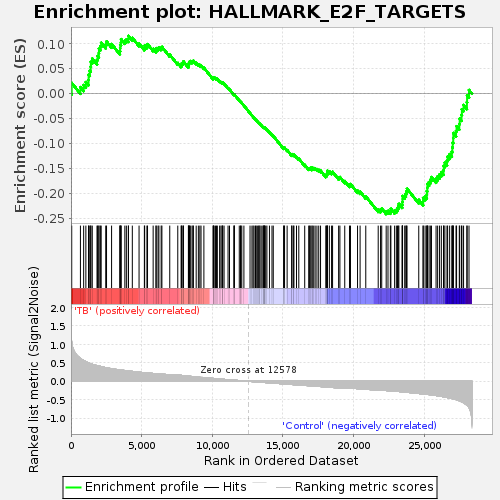 Enrichment plot: HALLMARK_E2F_TARGETS
Enrichment score (ES)
0.10
0.05
0.00
-0.05
-0.10
-0.15
-0.20
-0.25
'TB' (positively correlated)
Ranked list metric (Signal2Noise)
2.0
1.5
1.0
0.5
0.0
-0.5
-1.0
Zero cross at 12578
'Control' (negatively correlated)
0
5,000
10,000
15,000
20,000
25,000
Rank in Ordered Dataset
Enrichment profile
Hits
Ranking metric scores